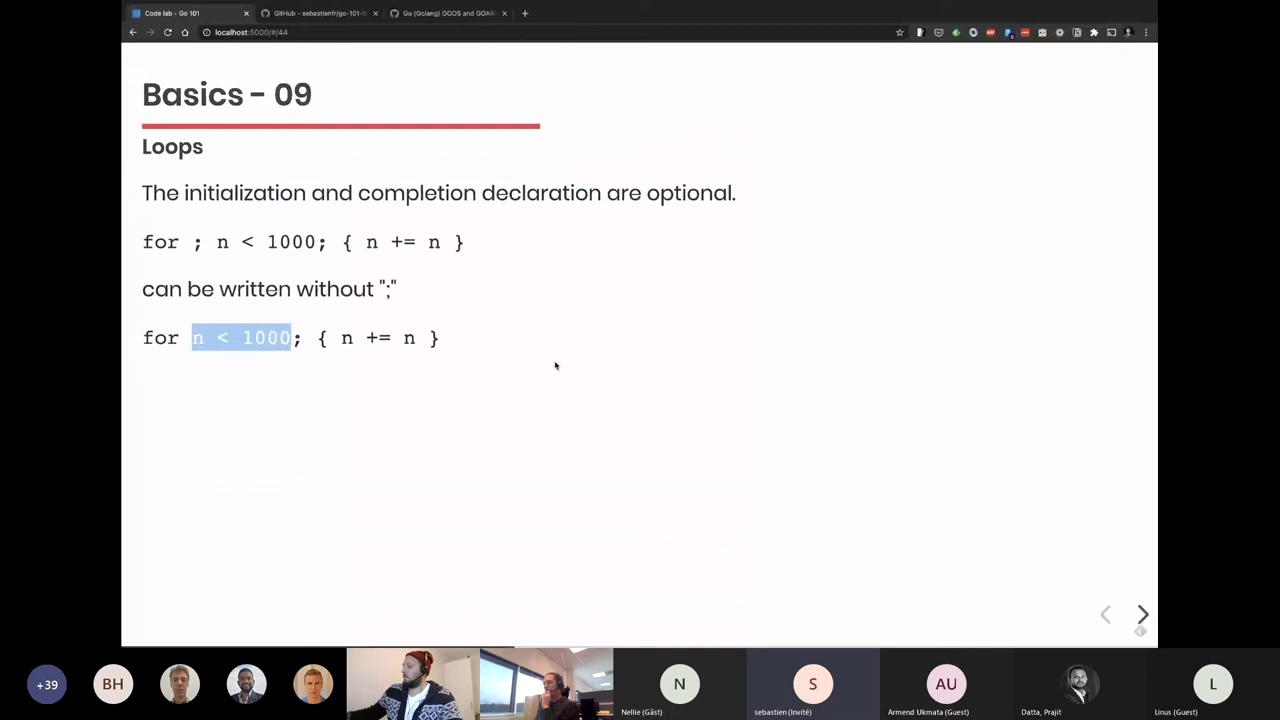 Code lab - Go 101
GitHub - sebastienfr/go-101-
Go (Golang) GOOS and GOAR
localhost:5000/#/44
Basics - 09
Loops
The initialization and completion declaration are optional.
for ; n < 1000; { n += n }
can be written without ";"
for n < 1000; { n += n }
+39
BH
N
S
AU
L
Nellie (Gäst)
sebastien (Invité)
Armend Ukmata (Guest)
Datta, Prajit
Linus (Guest)